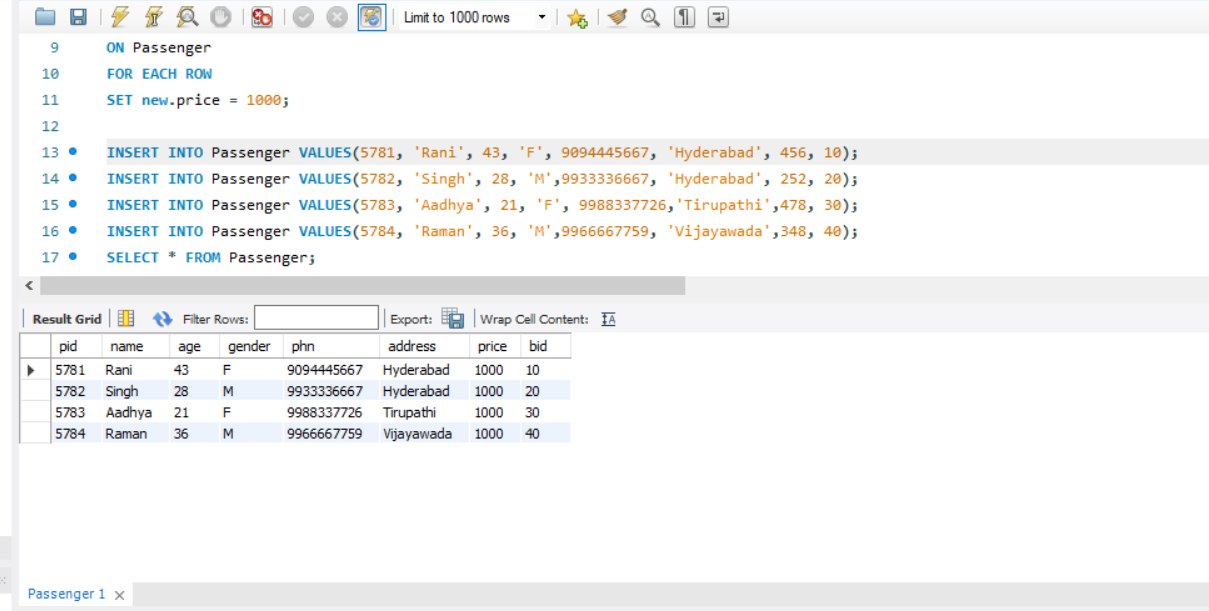 Limit to 1000 rows
9 ON Passenger
10 FOR EACH ROW
11 SET new.price = 1000;
12
13 INSERT INTO Passenger VALUES(5781, 'Rani', 43, 'F', 9094445667, 'Hyderabad', 456, 10);
14 INSERT INTO Passenger VALUES(5782, 'Singh', 28, 'M',9933336667, 'Hyderabad', 252, 20);
15 INSERT INTO Passenger VALUES(5783, 'Aadhya', 21, 'F', 9988337726,'Tirupathi',478, 30);
16 INSERT INTO Passenger VALUES(5784, 'Raman', 36, 'M',9966667759, 'Vijayawada',348, 40);
17 SELECT * FROM Passenger;
Result Grid Filter Rows: Export: Wrap Cell Content: IA
pid name age gender phn address price bid
5781 Rani 43 F 9094445667 Hyderabad 1000 10
5782 Singh 28 M 9933336667 Hyderabad 1000 20
5783 Aadhya 21 F 9988337726 Tirupathi 1000 30
5784 Raman 36 M 9966667759 Vijayawada 1000 40
Passenger 1